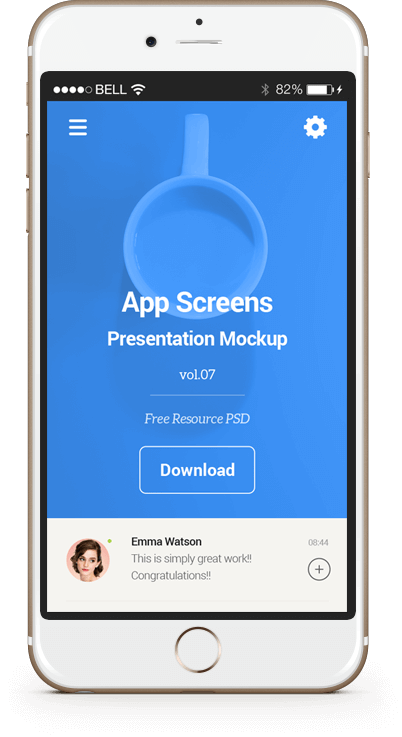 BELL 82%
App Screens
Presentation Mockup
vol.07
Free Resource PSD
Download
Emma Watson 08:44
This is simply great work!!
Congratulations!!